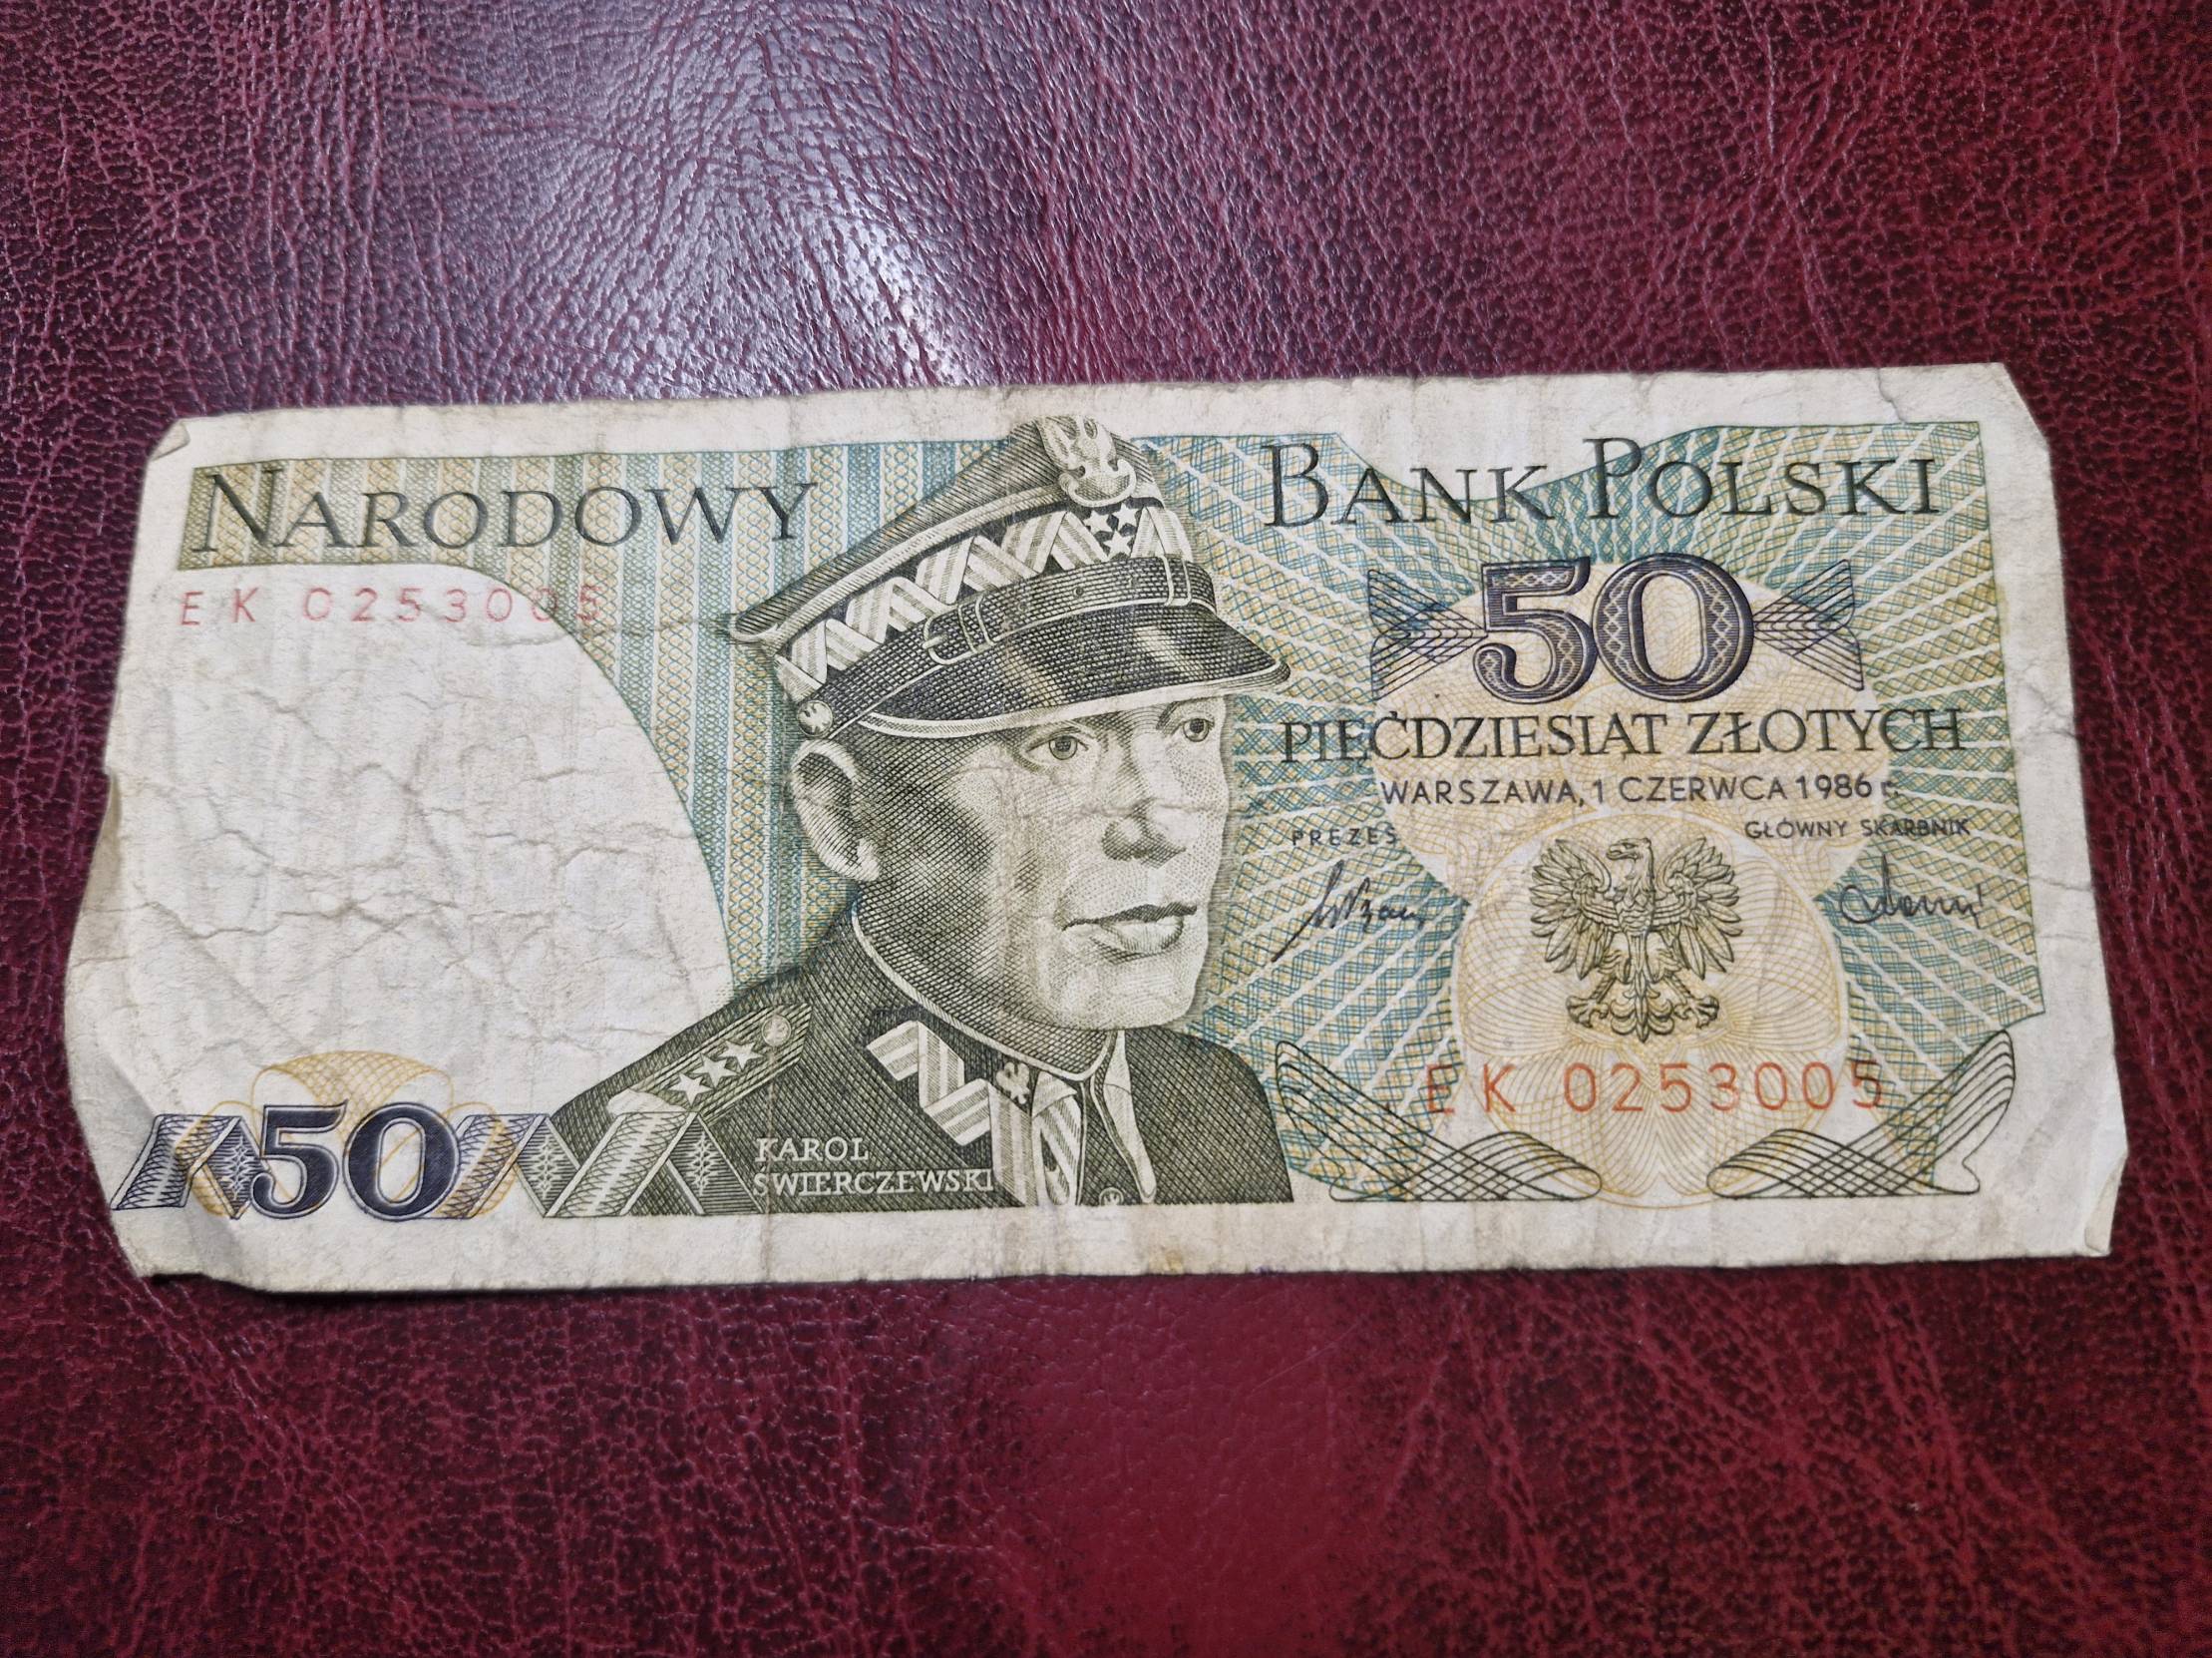 NARODOWY
BANK POLSKI
EK 0253005
50
PIĘĆDZIESIĄT ZŁOTYCH
WARSZAWA, 1 CZERWCA 1986 r.
PREZES
GŁÓWNY SKARBNIK
EK 0253005
50
KAROL
ŚWIERCZEWSKI